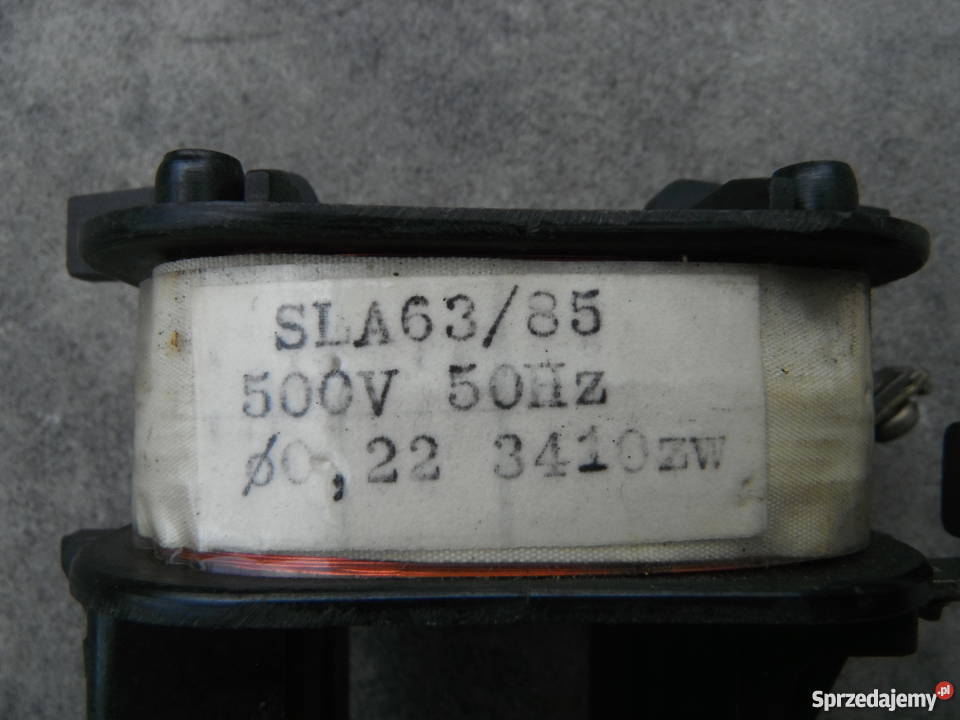 SLA63/85
500V 50Hz
ø0,22 3410zw
Sprzedajemy.pl